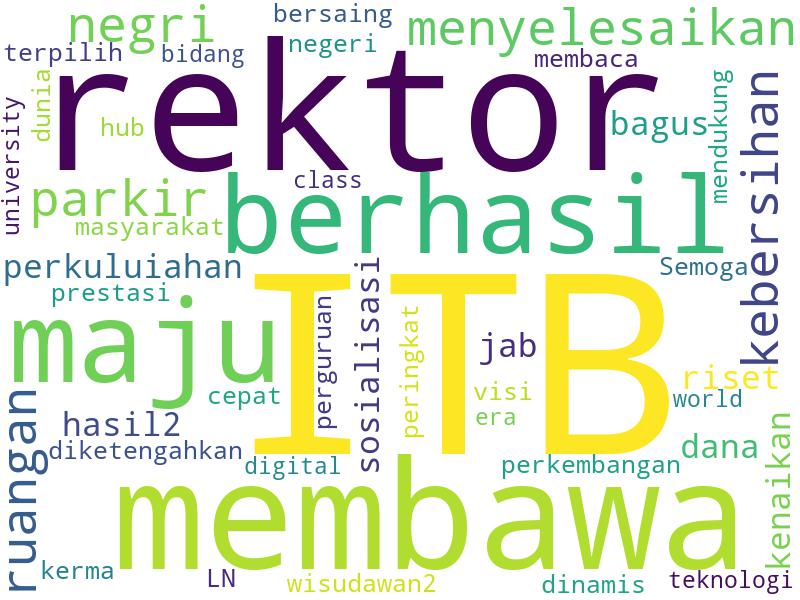 bersaing
negri
menyelesaikan
negeri
terpilih
bidang
membaca
rektor
dunia
hub
university
bagus
mendukung
kebersihan
class
parkir
berhasil
masyarakat
perkuluiahan
Semoga
prestasi
ITB
maju
perguruan
sosialisasi
peringkat
jab
visi
riset
cepat
world
era
ruangan
hasil2
kenaikan
diketengahkan
dana
digital
perkembangan
membawa
kerma
LN
wisudawan2
dinamis
teknologi